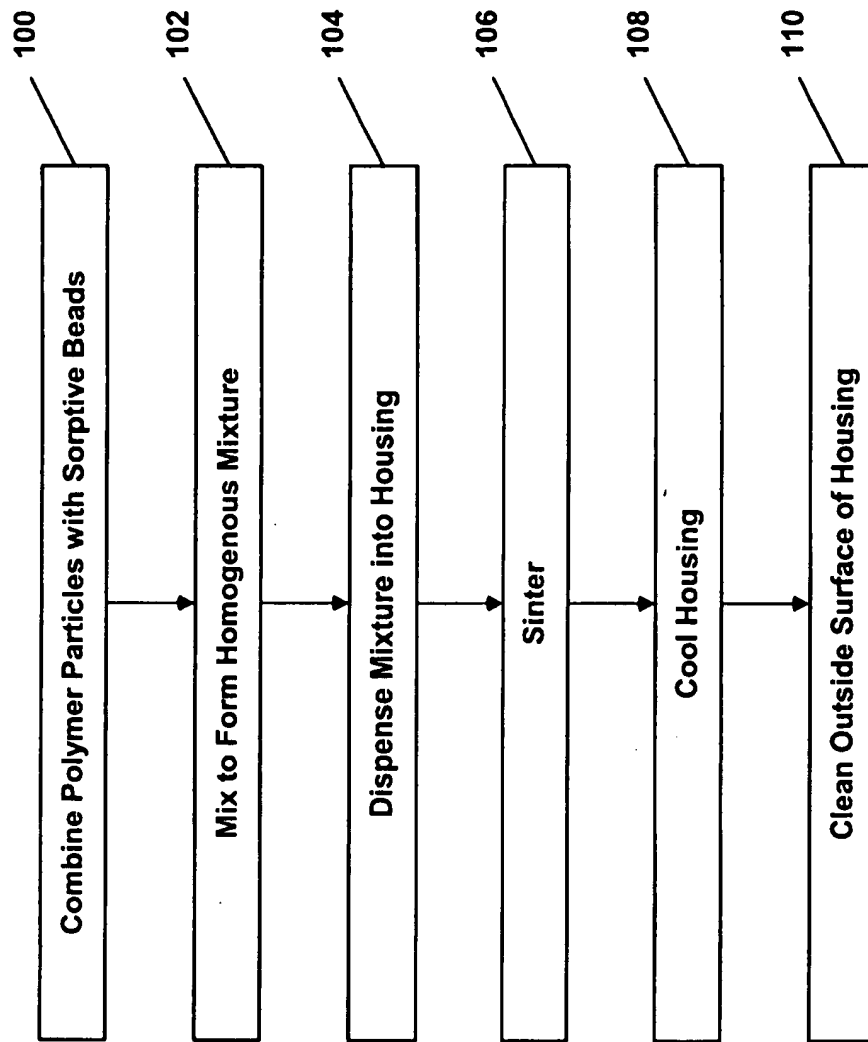 100
Combine Polymer Particles with Sorptive Beads
102
Mix to Form Homogenous Mixture
104
Dispense Mixture into Housing
106
Sinter
108
Cool Housing
110
Clean Outside Surface of Housing